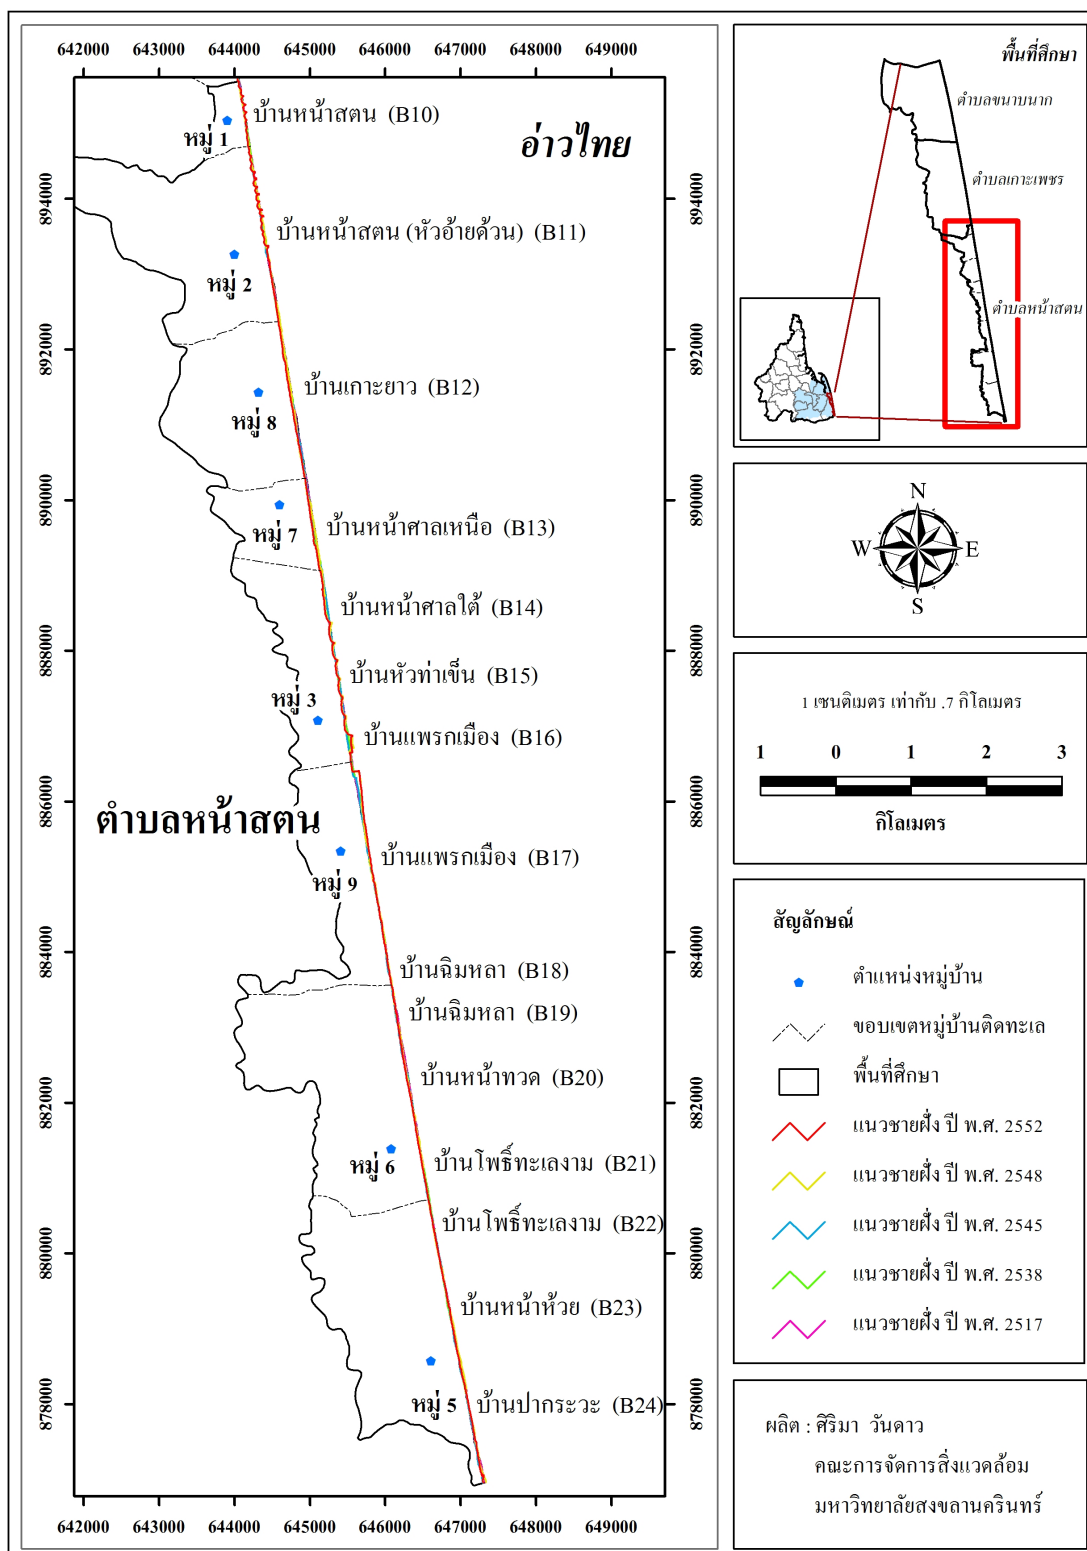 642000 643000 644000 645000 646000 647000 648000 649000
บ้านหน้าสตน (B10)
หมู่ 1
อ่าวไทย
894000
894000
บ้านหน้าสตน (หัวอ้ายด้วน) (B11)
หมู่ 2
892000
892000
บ้านเกาะยาว (B12)
หมู่ 8
890000
890000
บ้านหน้าศาลเหนือ (B13)
หมู่ 7
บ้านหน้าศาลใต้ (B14)
888000
888000
บ้านหัวท่าเข็น (B15)
หมู่ 3
บ้านแพรกเมือง (B16)
886000
886000
ตำบลหน้าสตน
บ้านแพรกเมือง (B17)
หมู่ 9
884000
884000
บ้านฉิมหลา (B18)
บ้านฉิมหลา (B19)
บ้านหน้าทวด (B20)
882000
882000
หมู่ 6
บ้านโพธิ์ทะเลงาม (B21)
บ้านโพธิ์ทะเลงาม (B22)
880000
880000
บ้านหน้าห้วย (B23)
หมู่ 5
บ้านปากระวะ (B24)
878000
878000
642000 643000 644000 645000 646000 647000 648000 649000
พื้นที่ศึกษา
ตำบลขนาบนาก
ตำบลเกาะเพชร
ตำบลหน้าสตน
N
W
E
S
1 เซนติเมตร เท่ากับ .7 กิโลเมตร
1 0 1 2 3
กิโลเมตร
สัญลักษณ์
ตำแหน่งหมู่บ้าน
ขอบเขตหมู่บ้านติดทะเล
พื้นที่ศึกษา
แนวชายฝั่ง ปี พ.ศ. 2552
แนวชายฝั่ง ปี พ.ศ. 2548
แนวชายฝั่ง ปี พ.ศ. 2545
แนวชายฝั่ง ปี พ.ศ. 2538
แนวชายฝั่ง ปี พ.ศ. 2517
ผลิต : ศิริมา วันดาว
คณะการจัดการสิ่งแวดล้อม
มหาวิทยาลัยสงขลานครินทร์